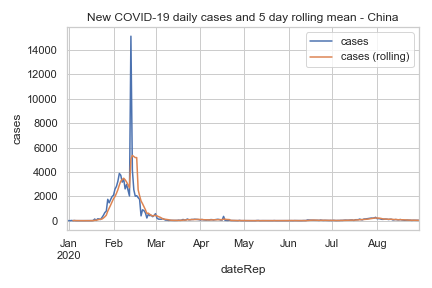 New COVID-19 daily cases and 5 day rolling mean - China
cases
cases (rolling)
14000
12000
10000
8000
6000
4000
2000
0
cases
Jan Feb Mar Apr May Jun Jul Aug
2020
dateRep